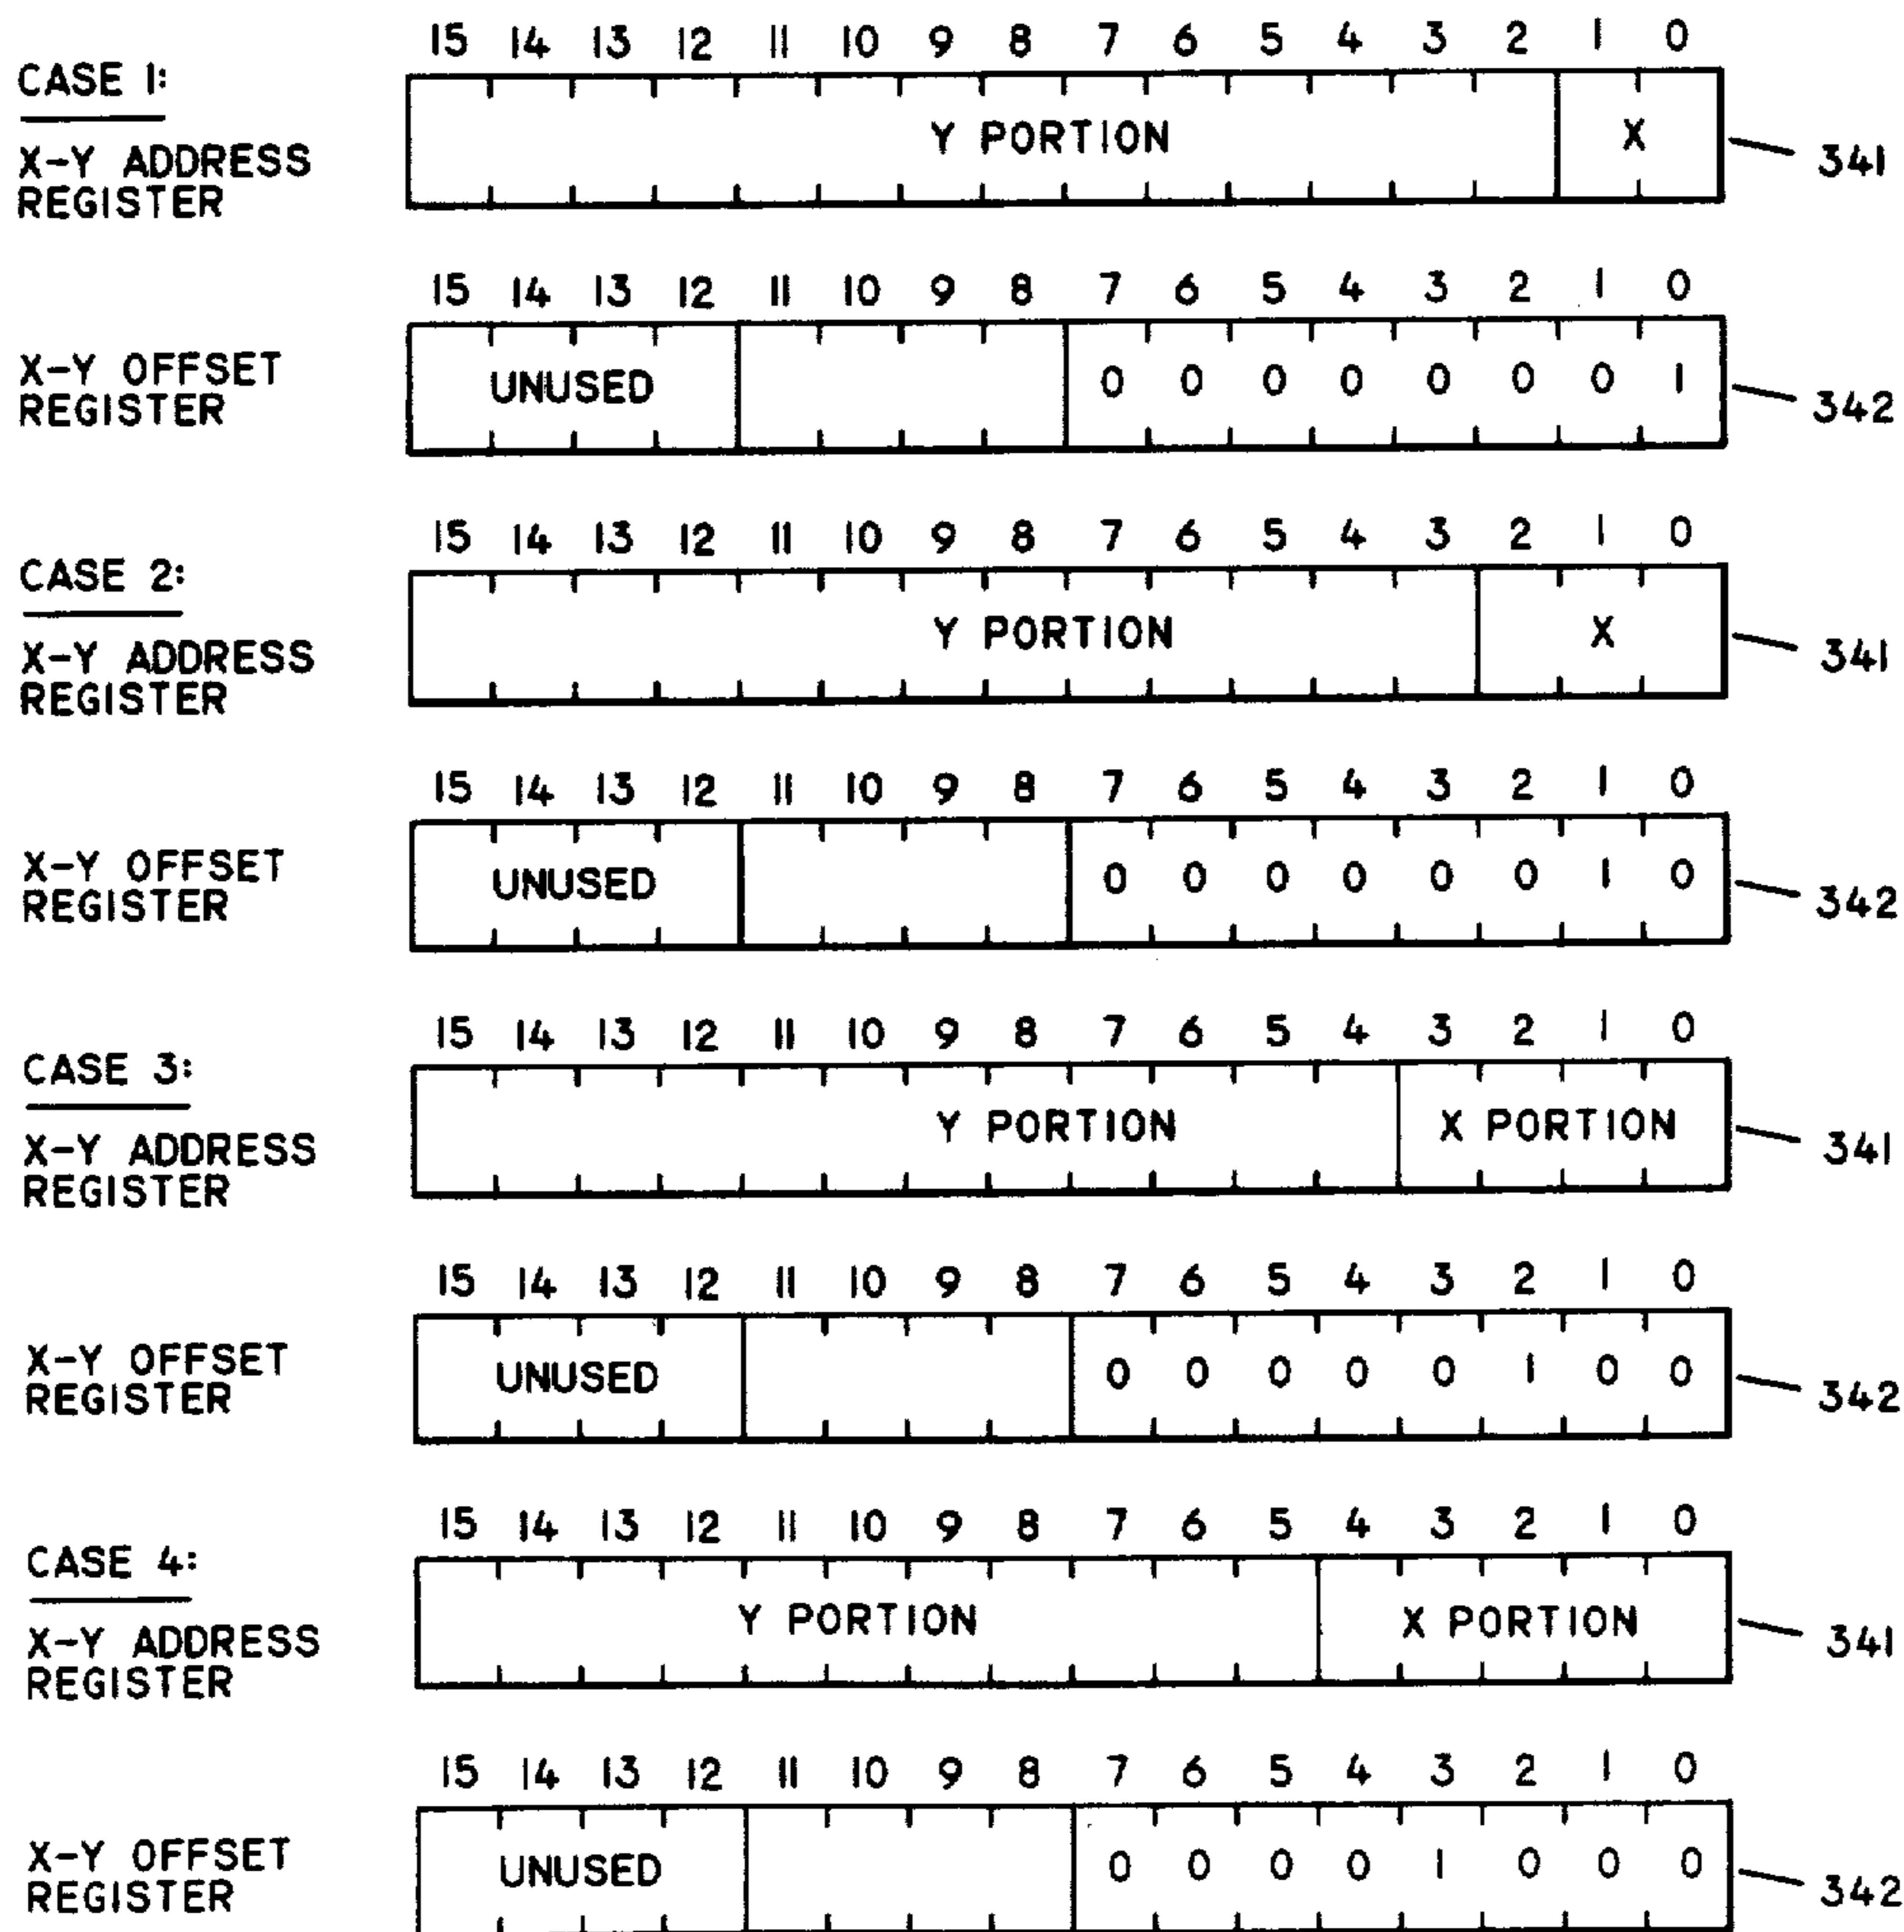 15 14 13 12 11 10 9 8 7 6 5 4 3 2 1 0
CASE 1:
X-Y ADDRESS
REGISTER
Y PORTION X
341
15 14 13 12 11 10 9 8 7 6 5 4 3 2 1 0
X-Y OFFSET
REGISTER
UNUSED 0 0 0 0 0 0 0 1
342
15 14 13 12 11 10 9 8 7 6 5 4 3 2 1 0
CASE 2:
X-Y ADDRESS
REGISTER
Y PORTION X
341
15 14 13 12 11 10 9 8 7 6 5 4 3 2 1 0
X-Y OFFSET
REGISTER
UNUSED 0 0 0 0 0 0 1 0
342
15 14 13 12 11 10 9 8 7 6 5 4 3 2 1 0
CASE 3:
X-Y ADDRESS
REGISTER
Y PORTION X PORTION
341
15 14 13 12 11 10 9 8 7 6 5 4 3 2 1 0
X-Y OFFSET
REGISTER
UNUSED 0 0 0 0 0 1 0 0
342
15 14 13 12 11 10 9 8 7 6 5 4 3 2 1 0
CASE 4:
X-Y ADDRESS
REGISTER
Y PORTION X PORTION
341
15 14 13 12 11 10 9 8 7 6 5 4 3 2 1 0
X-Y OFFSET
REGISTER
UNUSED 0 0 0 0 1 0 0 0
342